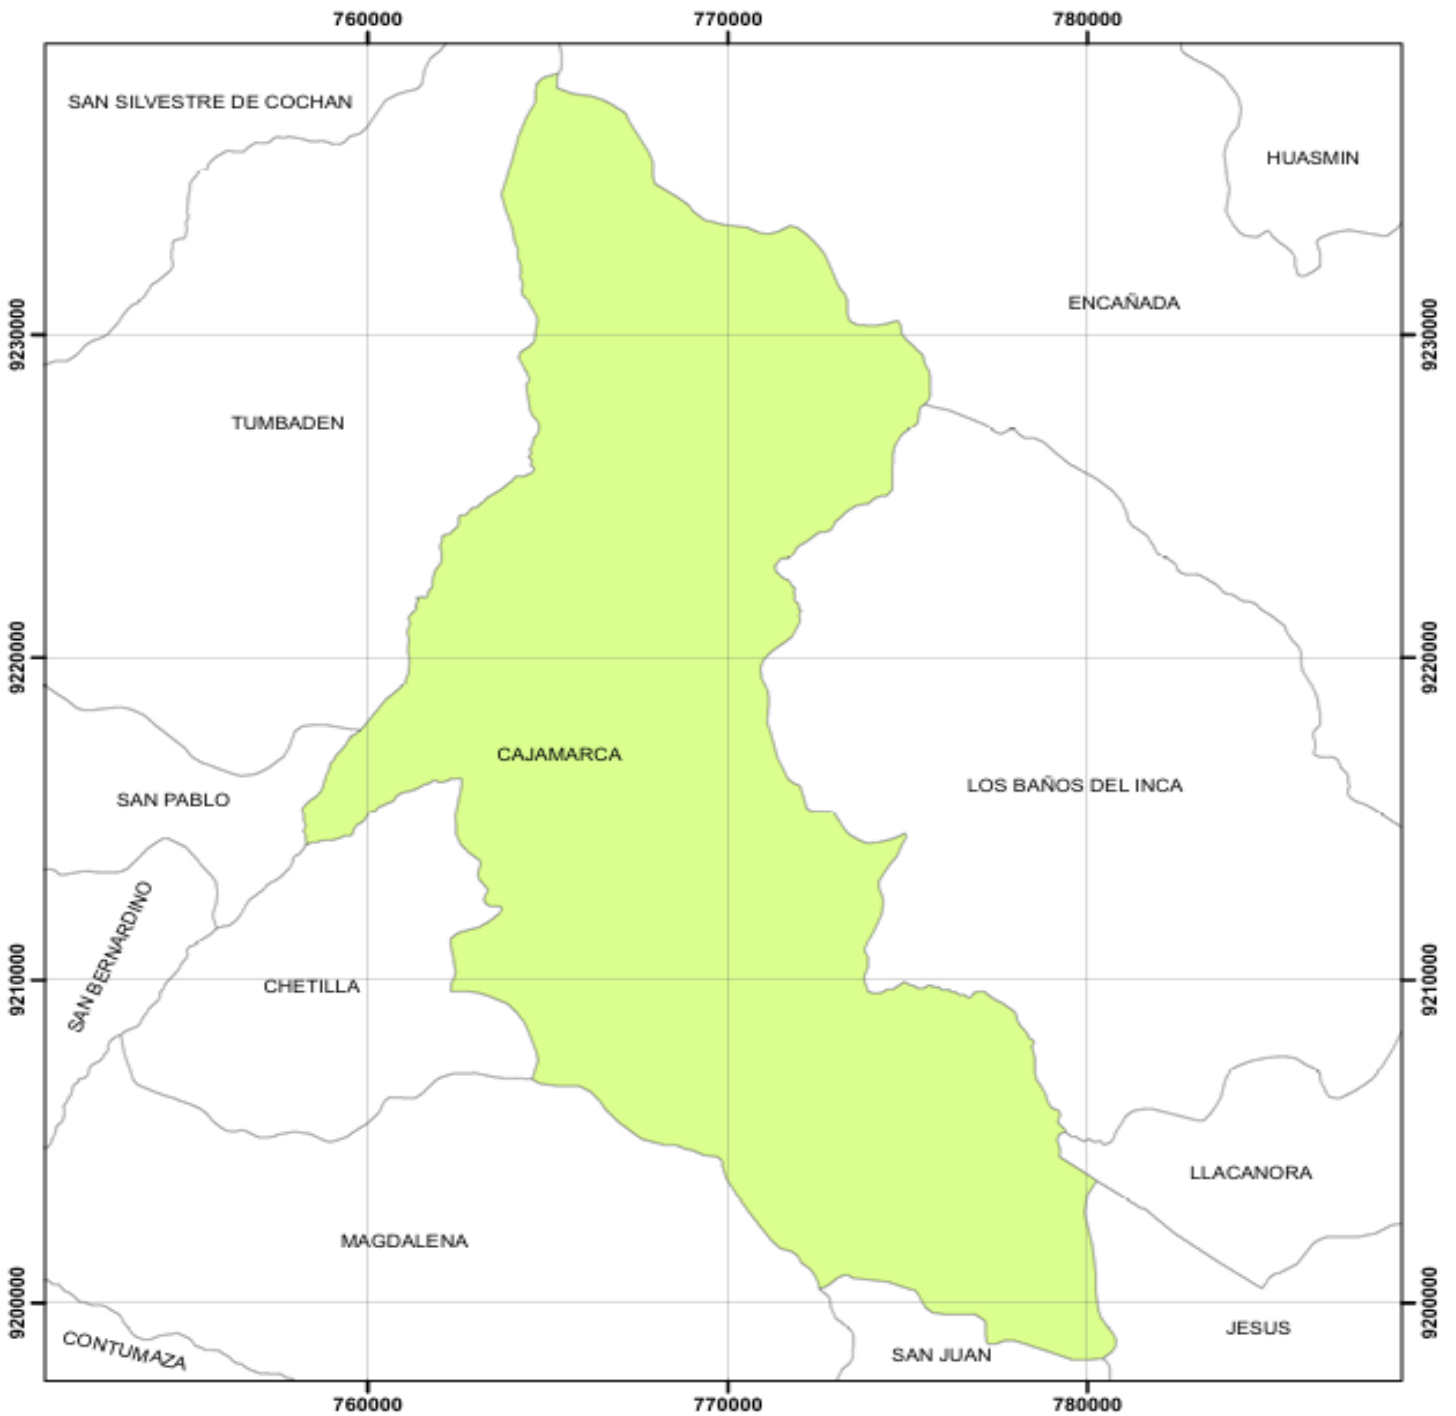 760000 770000 780000
SAN SILVESTRE DE COCHAN
HUASMIN
ENCAÑADA
9230000 9230000
TUMBADEN
9220000 9220000
CAJAMARCA
LOS BAÑOS DEL INCA
SAN PABLO
SAN BERNARDINO
9210000 9210000
CHETILLA
LLACANORA
MAGDALENA
9200000 9200000
JESUS
CONTUMAZA
SAN JUAN
760000 770000 780000